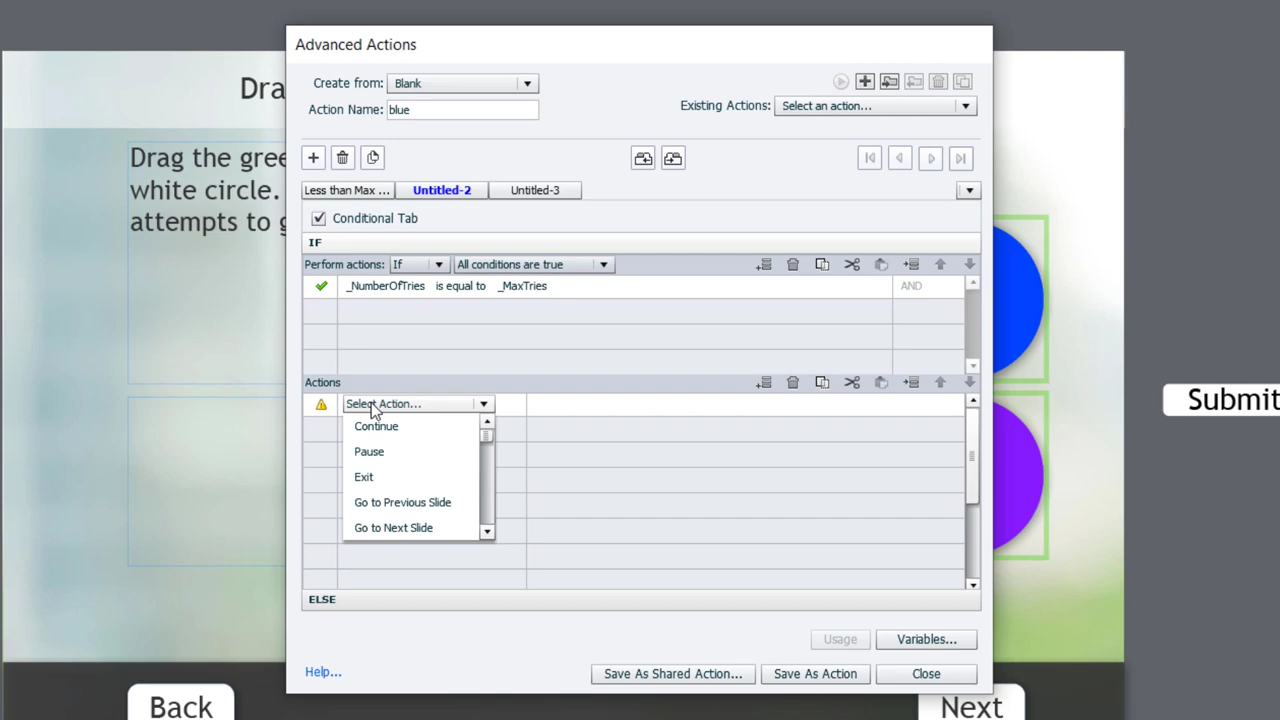 Advanced Actions
Dra
Create from: Blank
Action Name: blue
Existing Actions: Select an action...
Drag the gree
white circle.
attempts to g
Less than Max ... Untitled-2 Untitled-3
Conditional Tab
IF
Perform actions: If All conditions are true
_NumberOfTries is equal to _MaxTries AND
Actions
Select Action...
Continue
Pause
Exit
Go to Previous Slide
Go to Next Slide
Submit
ELSE
Usage Variables...
Help... Save As Shared Action... Save As Action Close
Back Next